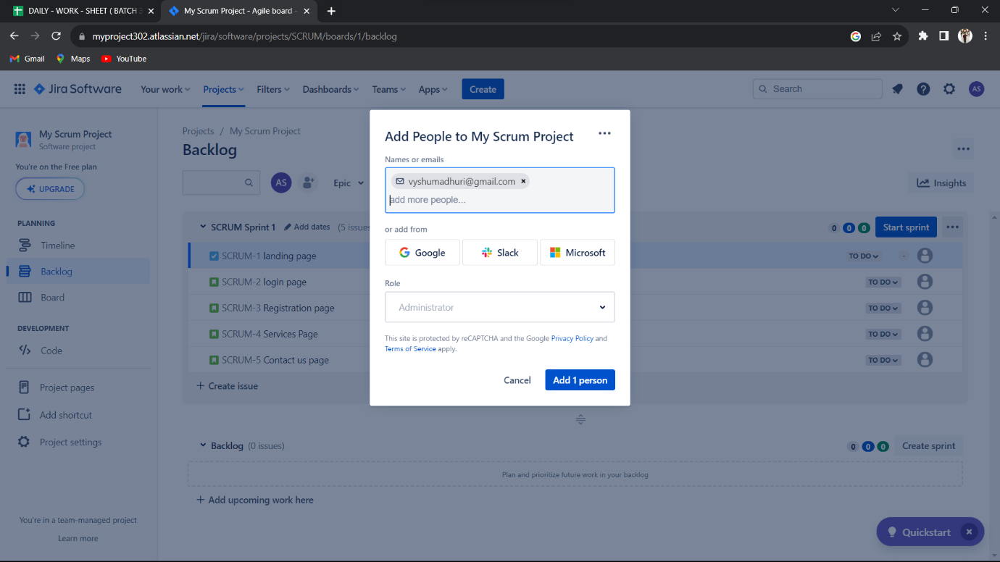 DAILY - WORK - SHEET ( BATCH 3
My Scrum Project - Agile board -
myproject302.atlassian.net/jira/software/projects/SCRUM/boards/1/backlog
Gmail Maps YouTube
Jira Software Your work Projects Filters Dashboards Teams Apps Create Search AS
My Scrum Project
Software project
You're on the Free plan
UPGRADE
PLANNING
Timeline
Backlog
Board
DEVELOPMENT
Code
Project pages
Add shortcut
Project settings
You're in a team-managed project
Learn more
Projects / My Scrum Project
Backlog
AS Epic Insights
SCRUM Sprint 1 Add dates (5 issues 0 0 0 Start sprint
SCRUM-1 landing page TO DO -
SCRUM-2 login page TO DO
SCRUM-3 Registration page TO DO
SCRUM-4 Services Page TO DO
SCRUM-5 Contact us page TO DO
+ Create issue
Backlog (0 issues) 0 0 0 Create sprint
Plan and prioritize future work in your backlog
+ Add upcoming work here
Add People to My Scrum Project
Names or emails
vyshumadhuri@gmail.com
add more people...
or add from
Google Slack Microsoft
Role
Administrator
This site is protected by reCAPTCHA and the Google Privacy Policy and
Terms of Service apply.
Cancel Add 1 person
Quickstart